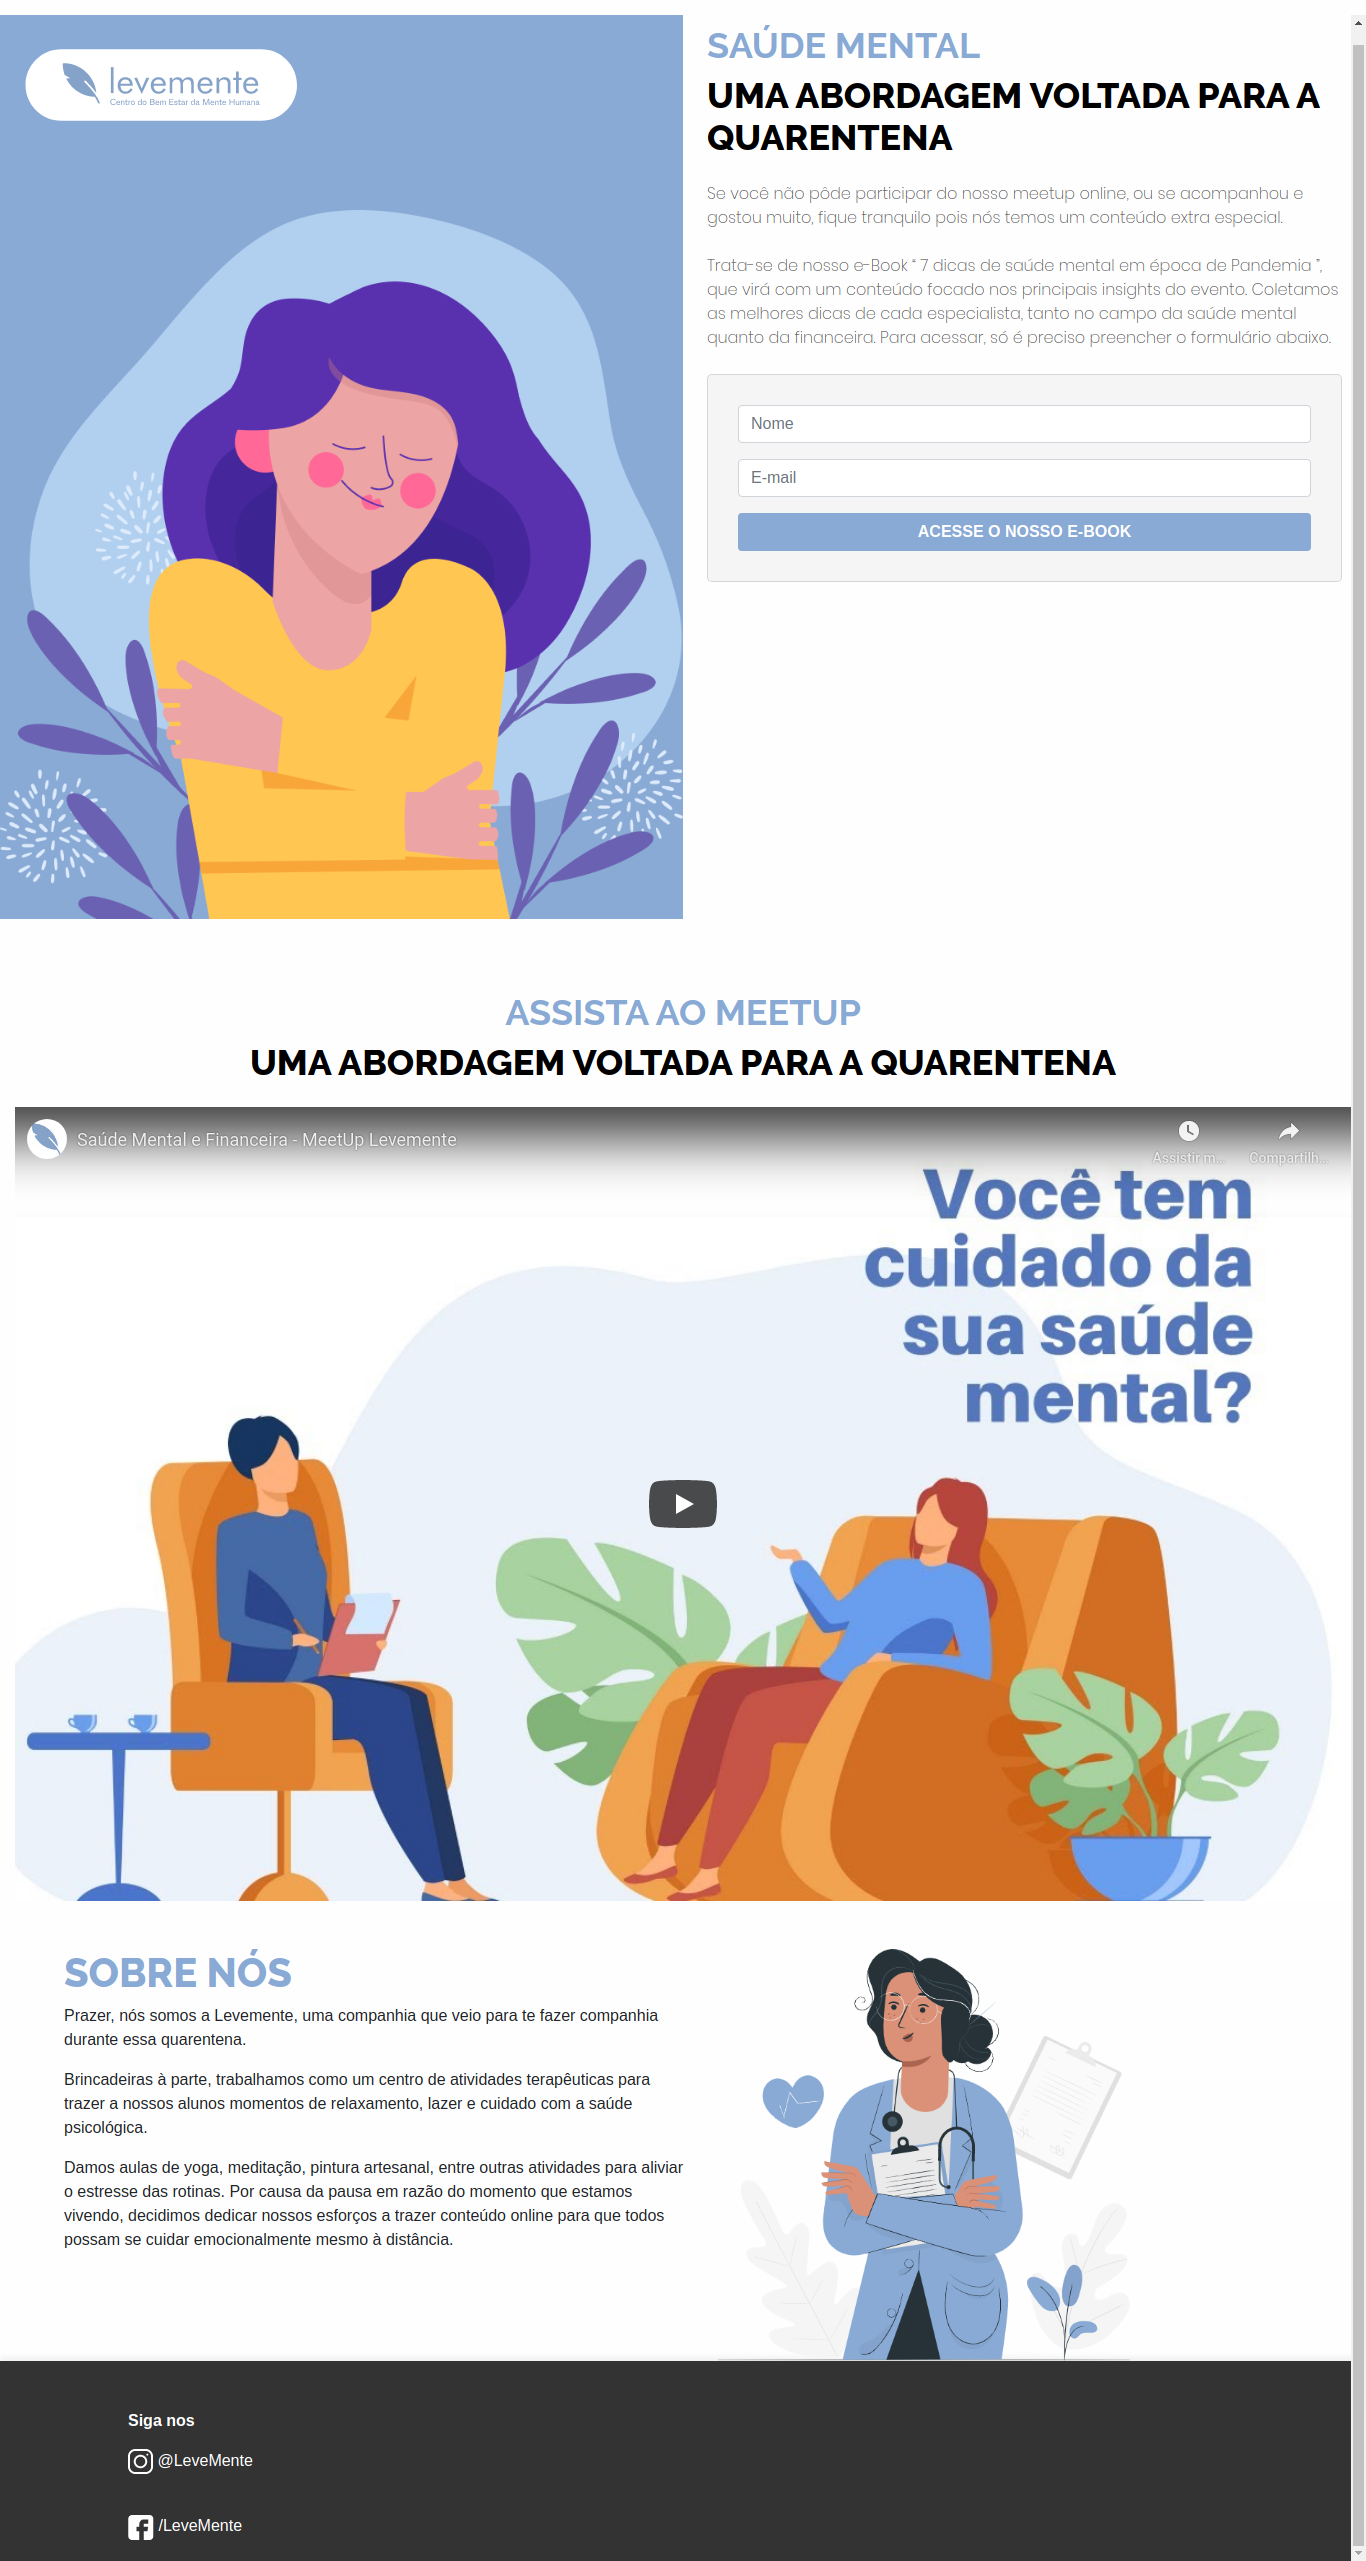 levemente
Centro do Bem Estar da Mente Humana
SAÚDE MENTAL
UMA ABORDAGEM VOLTADA PARA A
QUARENTENA
Se você não pôde participar do nosso meetup online, ou se acompanhou e
gostou muito, fique tranquilo pois nós temos um conteúdo extra especial.
Trata-se de nosso e-Book “ 7 dicas de saúde mental em época de Pandemia ”,
que virá com um conteúdo focado nos principais insights do evento. Coletamos
as melhores dicas de cada especialista, tanto no campo da saúde mental
quanto da financeira. Para acessar, só é preciso preencher o formulário abaixo.
Nome
E-mail
ACESSE O NOSSO E-BOOK
ASSISTA AO MEETUP
UMA ABORDAGEM VOLTADA PARA A QUARENTENA
Saúde Mental e Financeira - MeetUp Levemente
Assistir m...
Compartilh...
Você tem
cuidado da
sua saúde
mental?
SOBRE NÓS
Prazer, nós somos a Levemente, uma companhia que veio para te fazer companhia
durante essa quarentena.
Brincadeiras à parte, trabalhamos como um centro de atividades terapêuticas para
trazer a nossos alunos momentos de relaxamento, lazer e cuidado com a saúde
psicológica.
Damos aulas de yoga, meditação, pintura artesanal, entre outras atividades para aliviar
o estresse das rotinas. Por causa da pausa em razão do momento que estamos
vivendo, decidimos dedicar nossos esforços a trazer conteúdo online para que todos
possam se cuidar emocionalmente mesmo à distância.
Siga nos
@LeveMente
/LeveMente